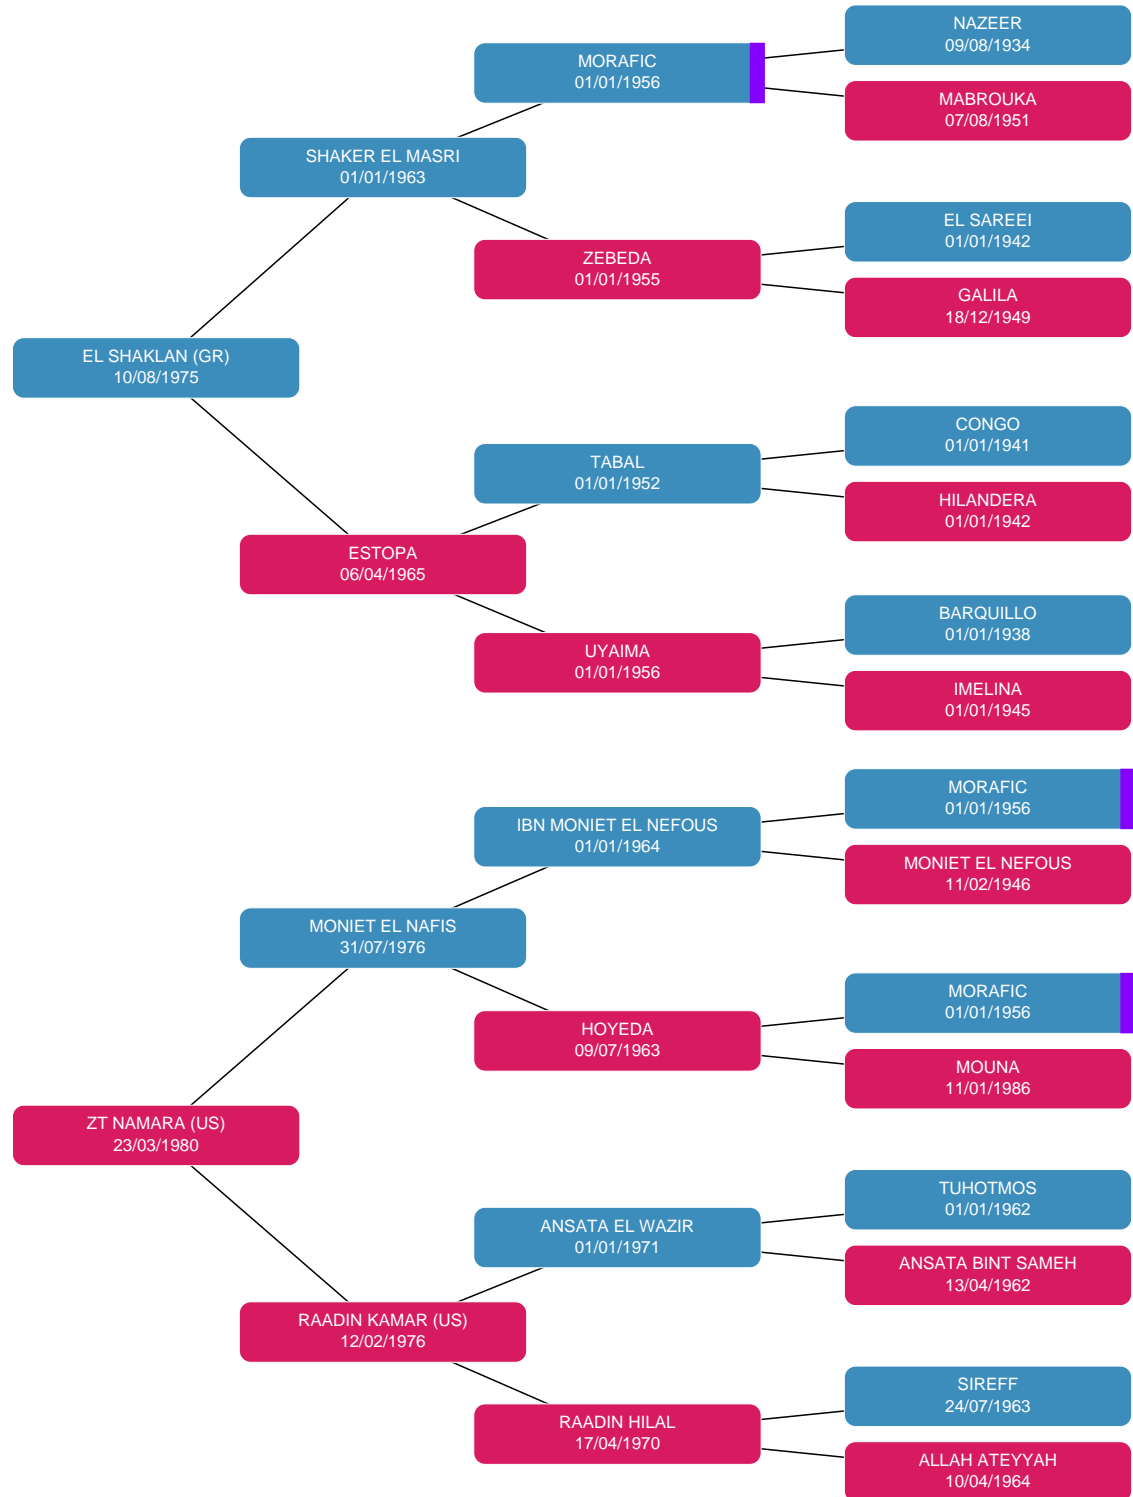 NAZEER
09/08/1934
MORAFIC
01/01/1956
MABROUKA
07/08/1951
SHAKER EL MASRI
01/01/1963
EL SAREEI
01/01/1942
ZEBEDA
01/01/1955
GALILA
18/12/1949
EL SHAKLAN (GR)
10/08/1975
CONGO
01/01/1941
TABAL
01/01/1952
HILANDERA
01/01/1942
ESTOPA
06/04/1965
BARQUILLO
01/01/1938
UYAIMA
01/01/1956
IMELINA
01/01/1945
MORAFIC
01/01/1956
IBN MONIET EL NEFOUS
01/01/1964
MONIET EL NEFOUS
11/02/1946
MONIET EL NAFIS
31/07/1976
MORAFIC
01/01/1956
HOYEDA
09/07/1963
MOUNA
11/01/1986
ZT NAMARA (US)
23/03/1980
TUHOTMOS
01/01/1962
ANSATA EL WAZIR
01/01/1971
ANSATA BINT SAMEH
13/04/1962
RAADIN KAMAR (US)
12/02/1976
SIREFF
24/07/1963
RAADIN HILAL
17/04/1970
ALLAH ATEYYAH
10/04/1964